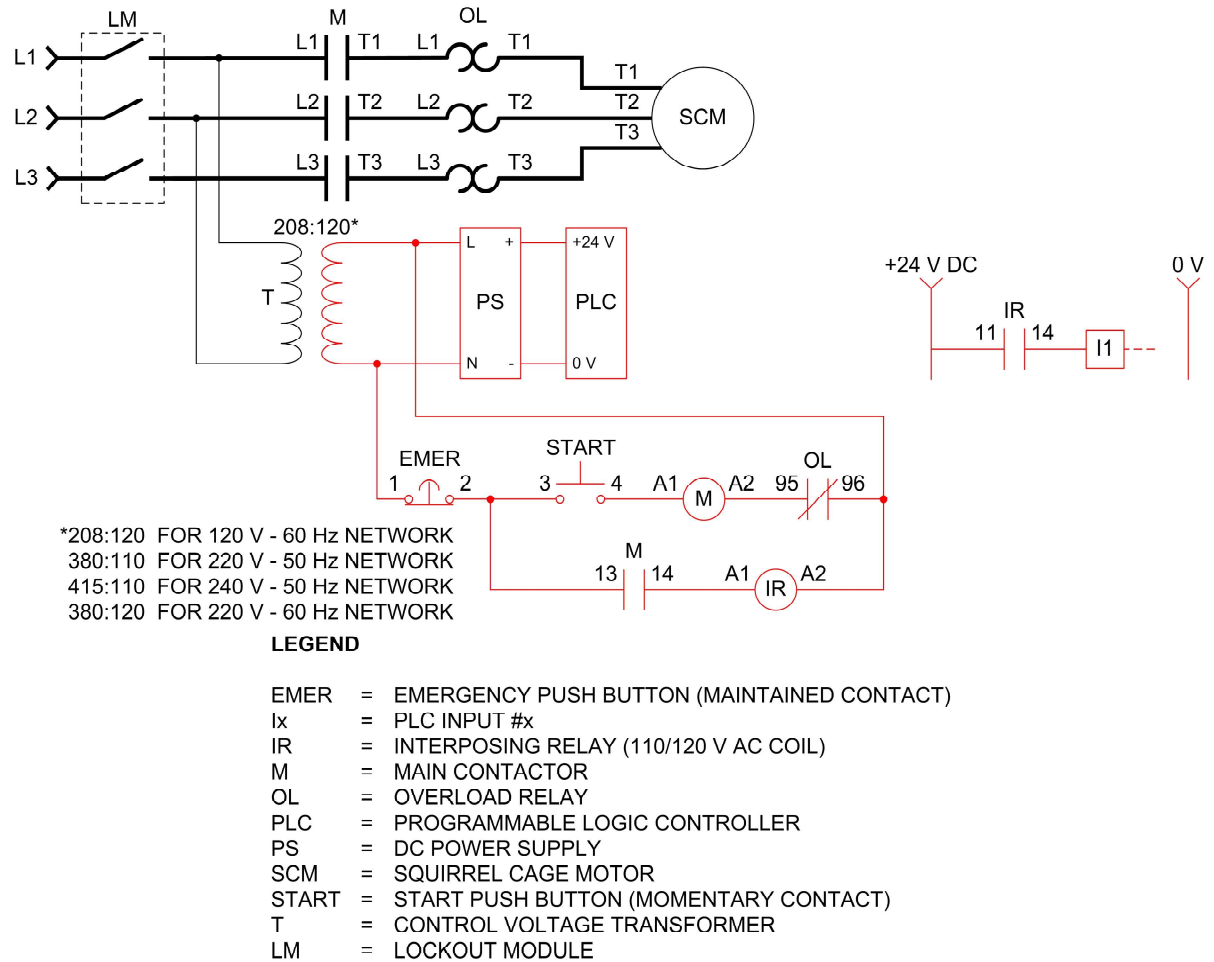 LM M OL
L1 L1 T1 L1 T1
T1
L2 L2 T2 L2 T2 T2 SCM
T3
L3 L3 T3 L3 T3
208:120*
L + +24 V
T PS PLC
N - 0 V
+24 V DC 0 V
IR
11 14 I1
EMER START OL
1 2 3 4 A1 M A2 95 96
M
13 14 A1 IR A2
*208:120 FOR 120 V - 60 Hz NETWORK
380:110 FOR 220 V - 50 Hz NETWORK
415:110 FOR 240 V - 50 Hz NETWORK
380:120 FOR 220 V - 60 Hz NETWORK
LEGEND
EMER = EMERGENCY PUSH BUTTON (MAINTAINED CONTACT)
Ix = PLC INPUT #x
IR = INTERPOSING RELAY (110/120 V AC COIL)
M = MAIN CONTACTOR
OL = OVERLOAD RELAY
PLC = PROGRAMMABLE LOGIC CONTROLLER
PS = DC POWER SUPPLY
SCM = SQUIRREL CAGE MOTOR
START = START PUSH BUTTON (MOMENTARY CONTACT)
T = CONTROL VOLTAGE TRANSFORMER
LM = LOCKOUT MODULE